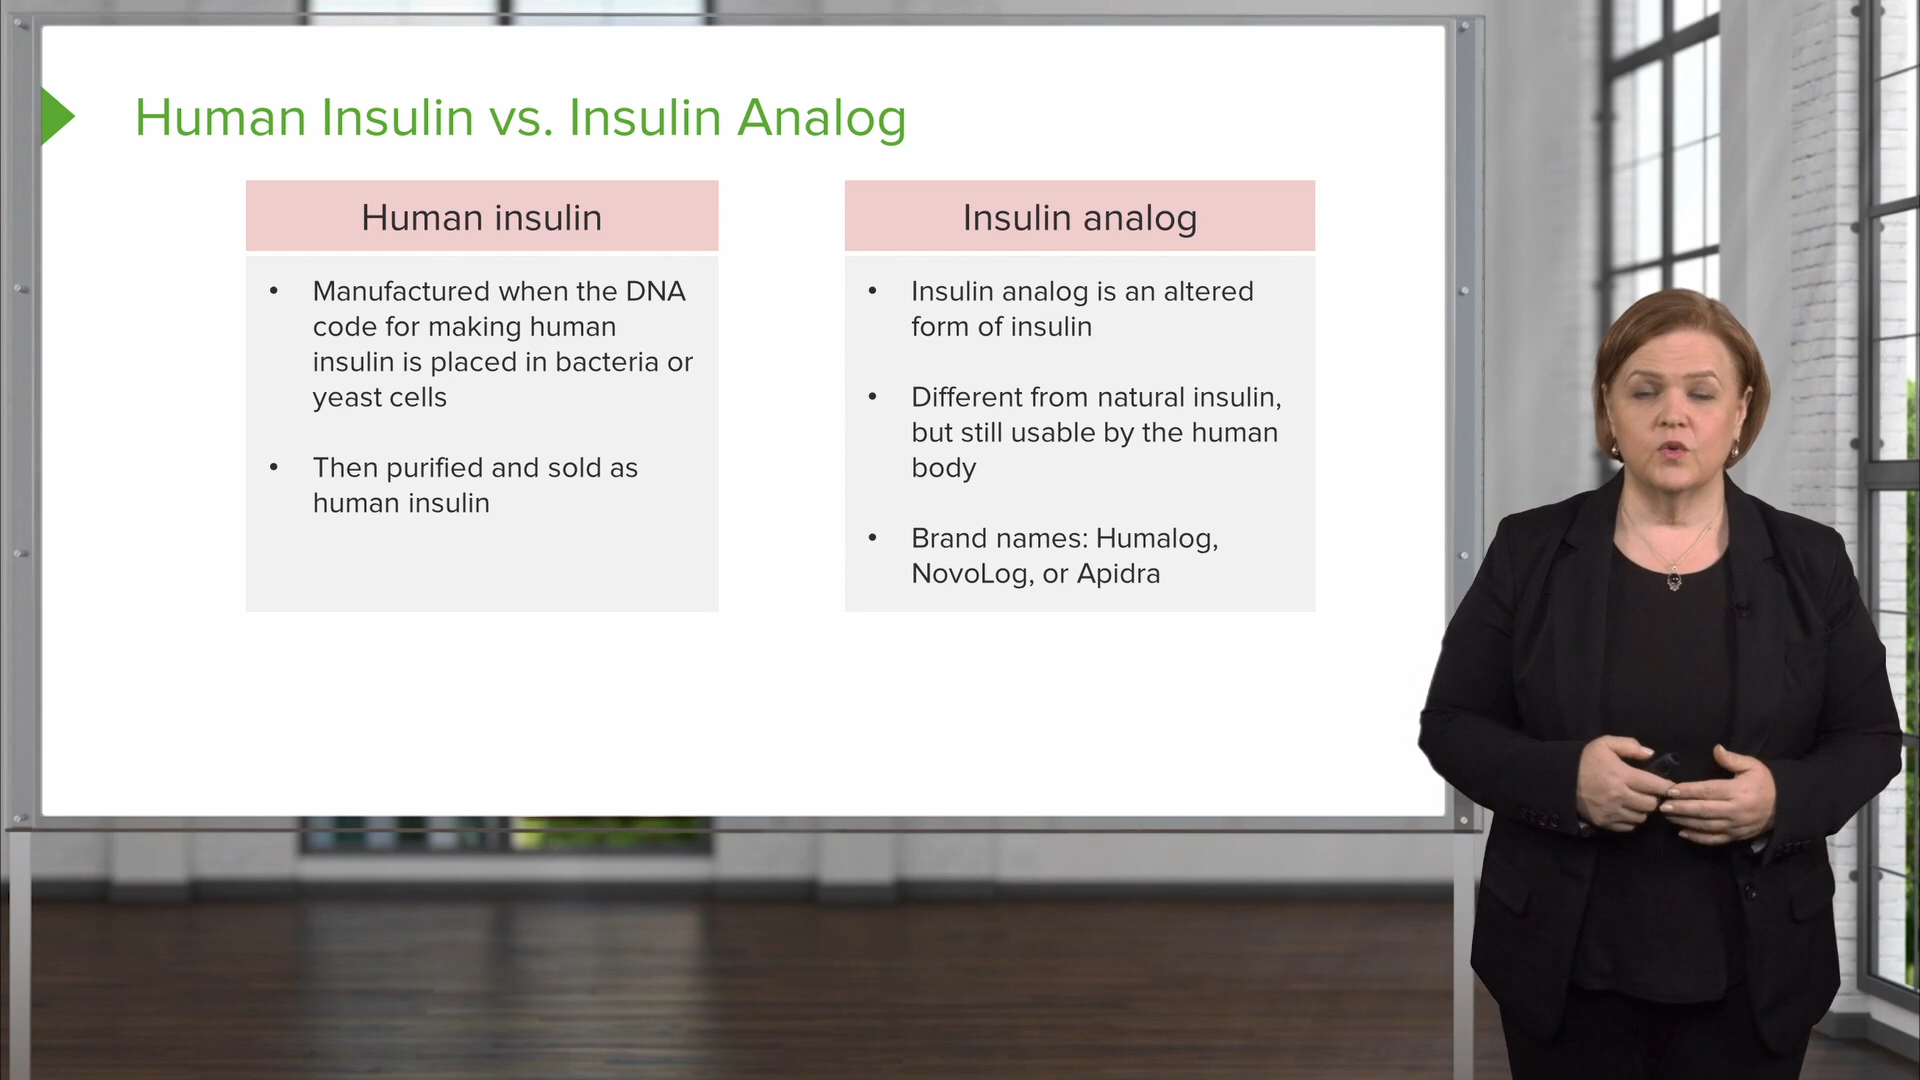 Human Insulin vs. Insulin Analog
Human insulin
• Manufactured when the DNA
code for making human
insulin is placed in bacteria or
yeast cells
• Then purified and sold as
human insulin
Insulin analog
• Insulin analog is an altered
form of insulin
• Different from natural insulin,
but still usable by the human
body
• Brand names: Humalog,
NovoLog, or Apidra